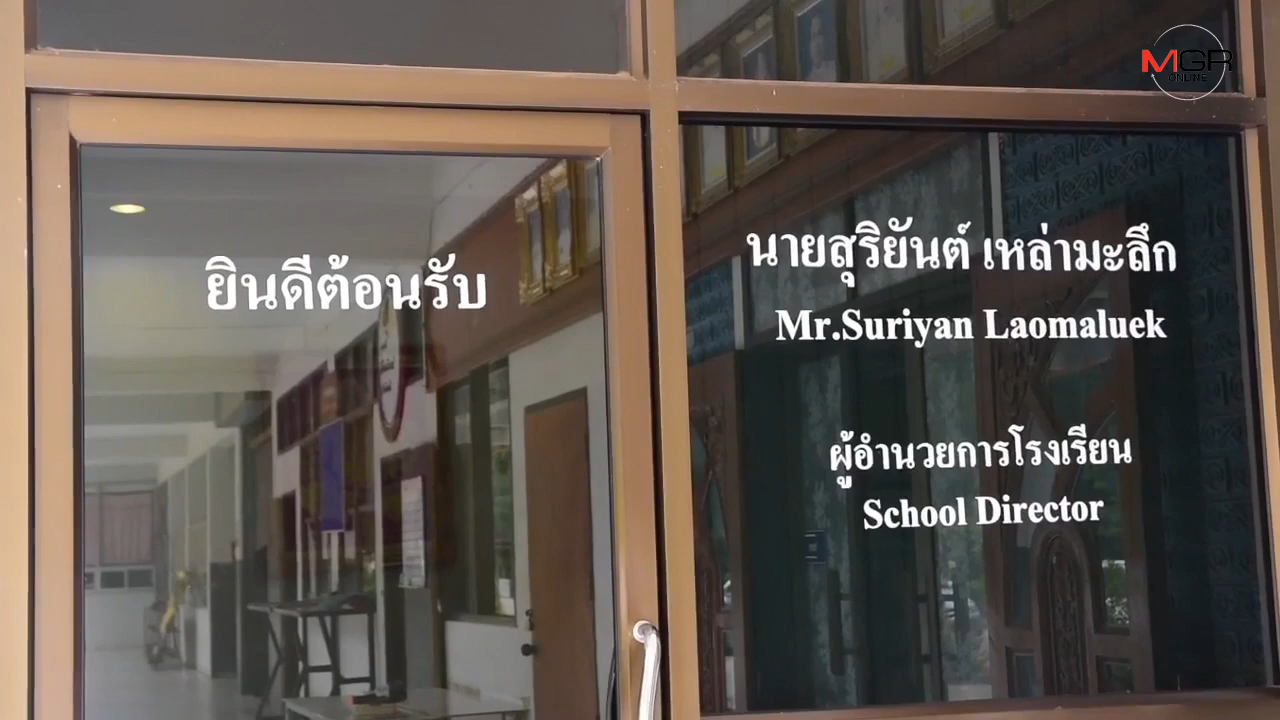 MGR
ONLINE
ยินดีต้อนรับ
นายสุริยันต์ เหล่ามะลึก
Mr.Suriyan Laomaluek
ผู้อำนวยการโรงเรียน
School Director